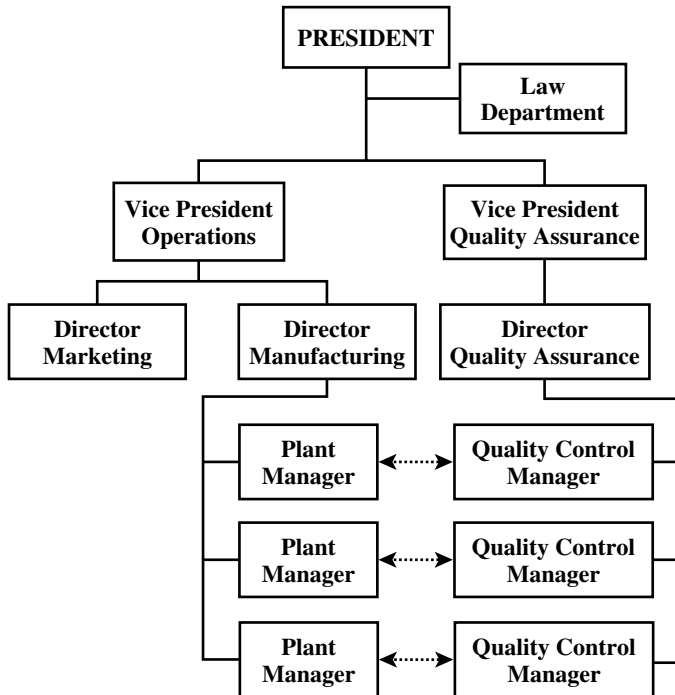 PRESIDENT
Law
Department
Vice President
Operations
Vice President
Quality Assurance
Director
Marketing
Director
Manufacturing
Director
Quality Assurance
Plant
Manager
Quality Control
Manager
Plant
Manager
Quality Control
Manager
Plant
Manager
Quality Control
Manager